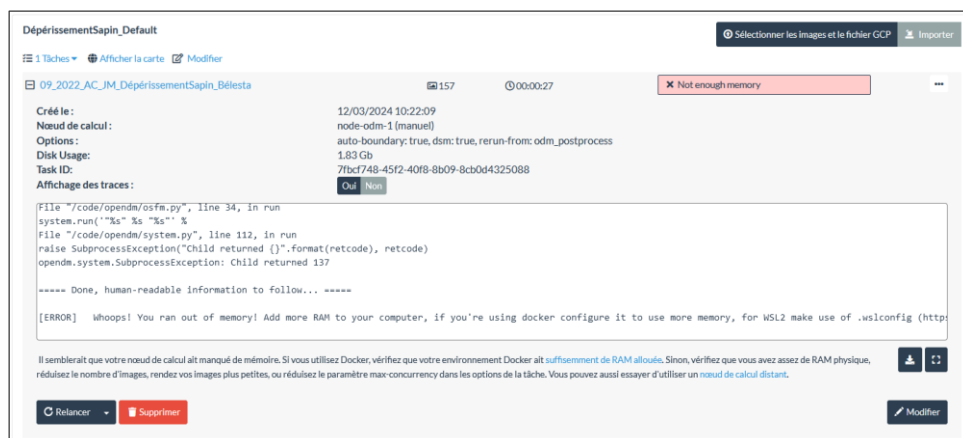 DépérissementSapin_Default
Sélectionner les images et le fichier GCP
Importer
1 Tâches
Afficher la carte
Modifier
09_2022_AC_JM_DépérissementSapin_Bélesta
157
00:00:27
Not enough memory
Créé le : 12/03/2024 10:22:09
Nœud de calcul : node-odm-1 (manuel)
Options : auto-boundary: true, dsm: true, rerun-from: odm_postprocess
Disk Usage: 1.83 Gb
Task ID: 7fbcf748-45f2-40f8-8b09-8cb0d4325088
Affichage des traces : Oui Non
File "/code/opendm/osfm.py", line 34, in run
system.run('"%s" %s "%s"' %
File "/code/opendm/system.py", line 112, in run
raise SubprocessException("Child returned {}".format(retcode), retcode)
opendm.system.SubprocessException: Child returned 137
===== Done, human-readable information to follow... =====
[ERROR] Whoops! You ran out of memory! Add more RAM to your computer, if you're using docker configure it to use more memory, for WSL2 make use of .wslconfig (http
Il semblerait que votre nœud de calcul ait manqué de mémoire. Si vous utilisez Docker, vérifiez que votre environnement Docker ait suffisemment de RAM allouée. Sinon, vérifiez que vous avez assez de RAM physique,
réduisez le nombre d'images, rendez vos images plus petites, ou réduisez le paramètre max-concurrency dans les options de la tâche. Vous pouvez aussi essayer d'utiliser un nœud de calcul distant.
Relancer
Supprimer
Modifier